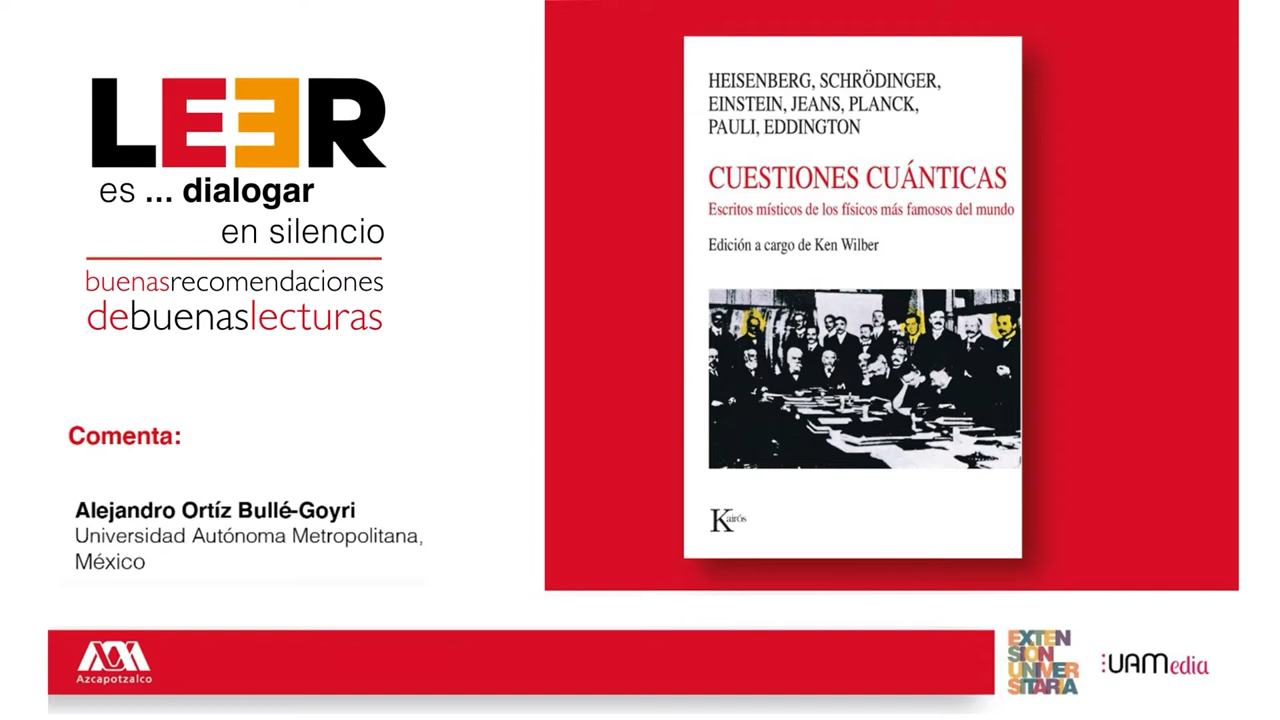 LEER
es ... dialogar
en silencio
buenasrecomendaciones
debuenaslecturas
Comenta:
Alejandro Ortíz Bullé-Goyri
Universidad Autónoma Metropolitana,
México
HEISENBERG, SCHRÖDINGER,
EINSTEIN, JEANS, PLANCK,
PAULI, EDDINGTON
CUESTIONES CUÁNTICAS
Escritos místicos de los físicos más famosos del mundo
Edición a cargo de Ken Wilber
Kairós
Azcapotzalco
EXTEN
SIÓN
UNIVER
SITARIA
UAMedia